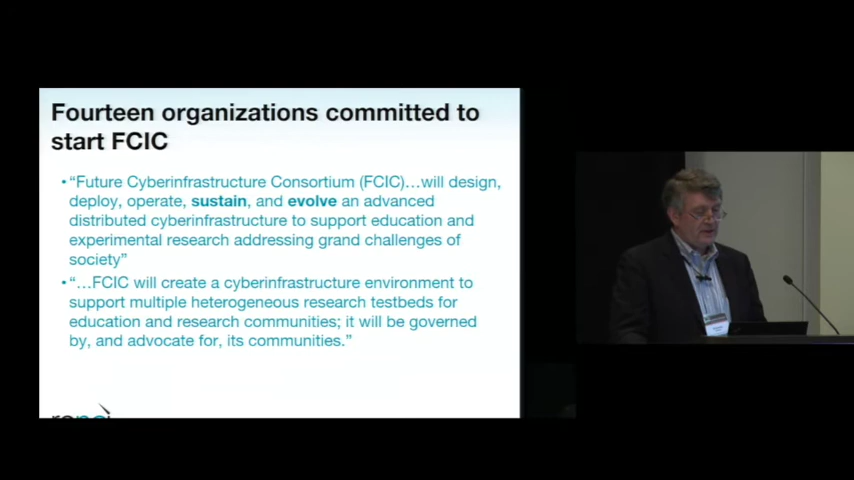 Fourteen organizations committed to
start FCIC
• “Future Cyberinfrastructure Consortium (FCIC)...will design,
deploy, operate, sustain, and evolve an advanced
distributed cyberinfrastructure to support education and
experimental research addressing grand challenges of
society”
• “...FCIC will create a cyberinfrastructure environment to
support multiple heterogeneous research testbeds for
education and research communities; it will be governed
by, and advocate for, its communities.”